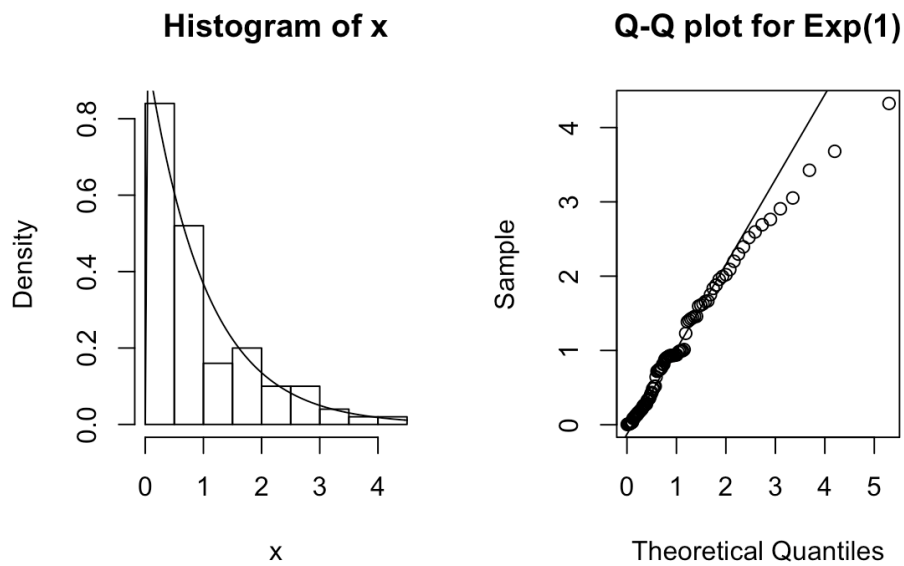 Histogram of x
Density
0.0 0.2 0.4 0.6 0.8
0 1 2 3 4
x
Q-Q plot for Exp(1)
Sample
0 1 2 3 4
0 1 2 3 4 5
Theoretical Quantiles